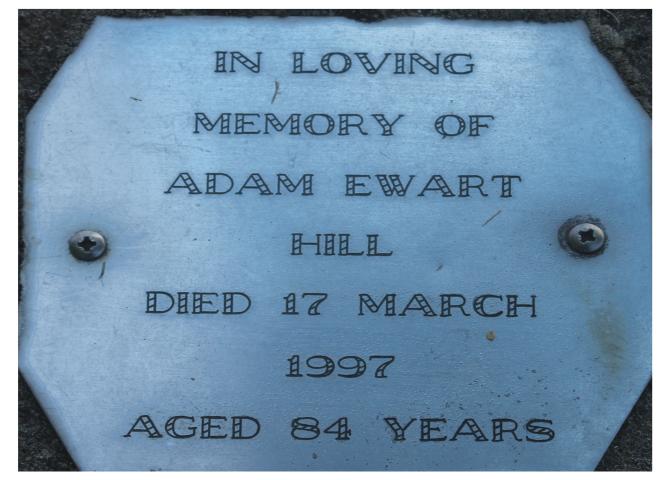 IN LOVING
MEMORY OF
ADAM EWART
HILL
DIED 17 MARCH
1997
AGED 84 YEARS